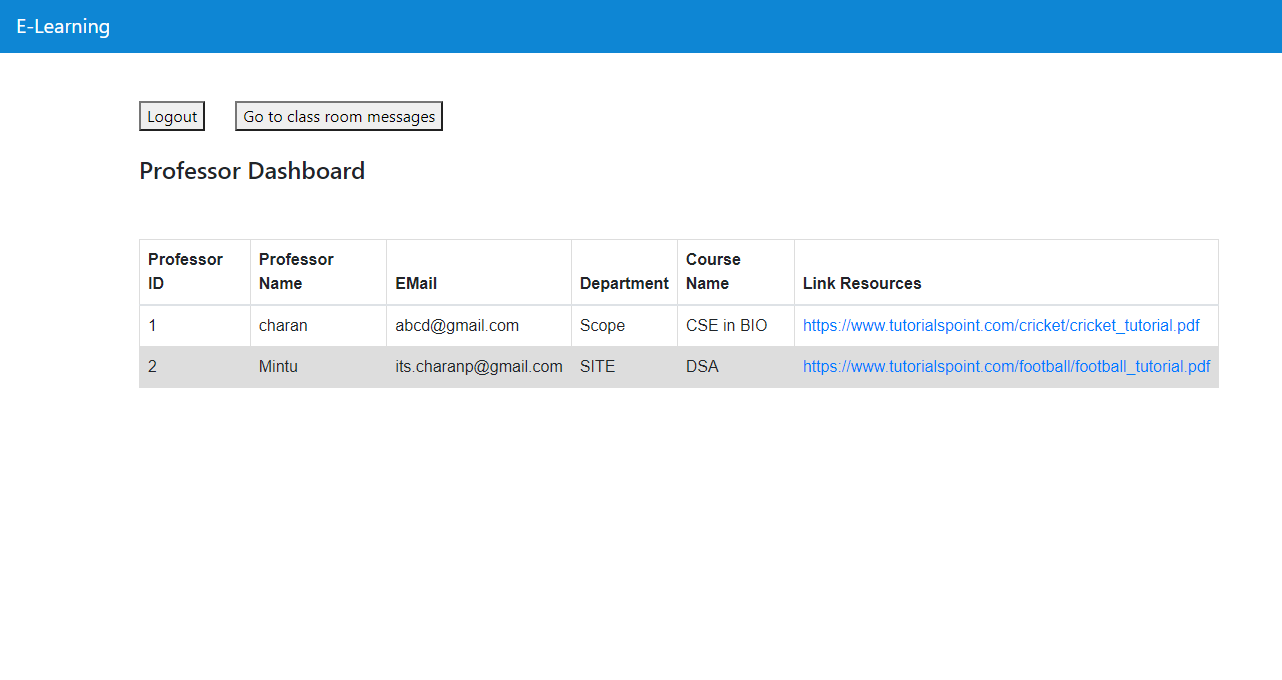 E-Learning
Logout Go to class room messages
Professor Dashboard
Professor ID Professor Name EMail Department Course Name Link Resources
1 charan abcd@gmail.com Scope CSE in BIO https://www.tutorialspoint.com/cricket/cricket_tutorial.pdf
2 Mintu its.charanp@gmail.com SITE DSA https://www.tutorialspoint.com/football/football_tutorial.pdf